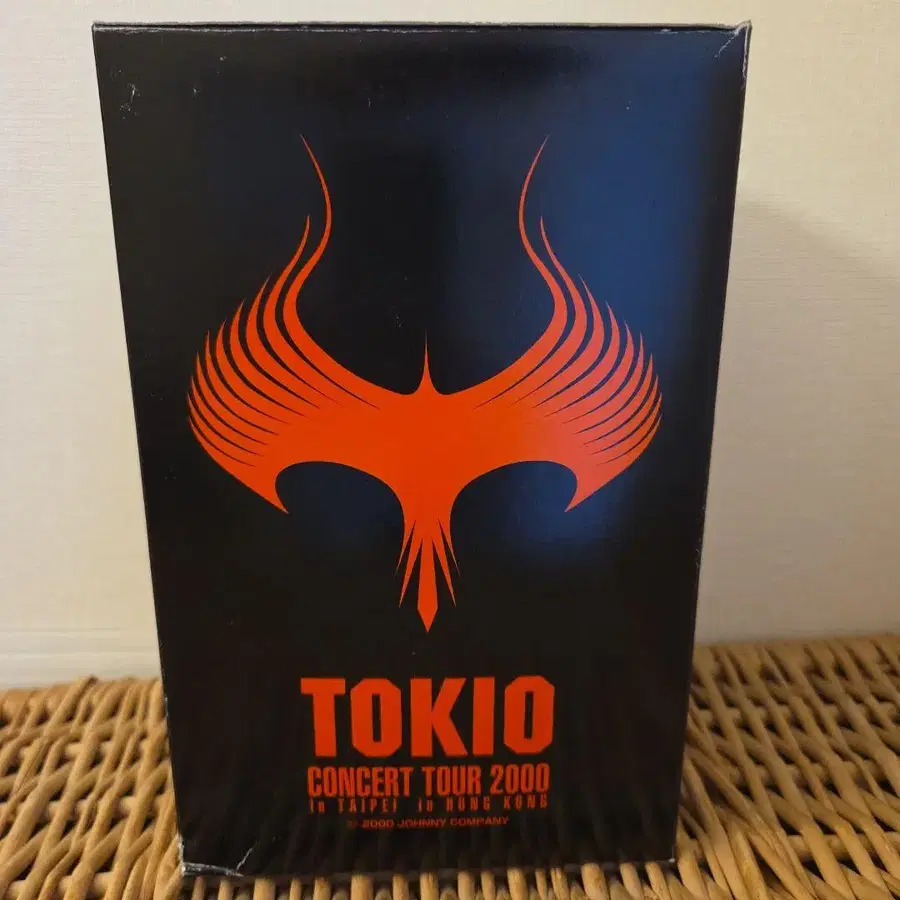 TOKIO
CONCERT TOUR 2000
in TAIPEI in HONG KONG
© 2000 JOHNNY COMPANY